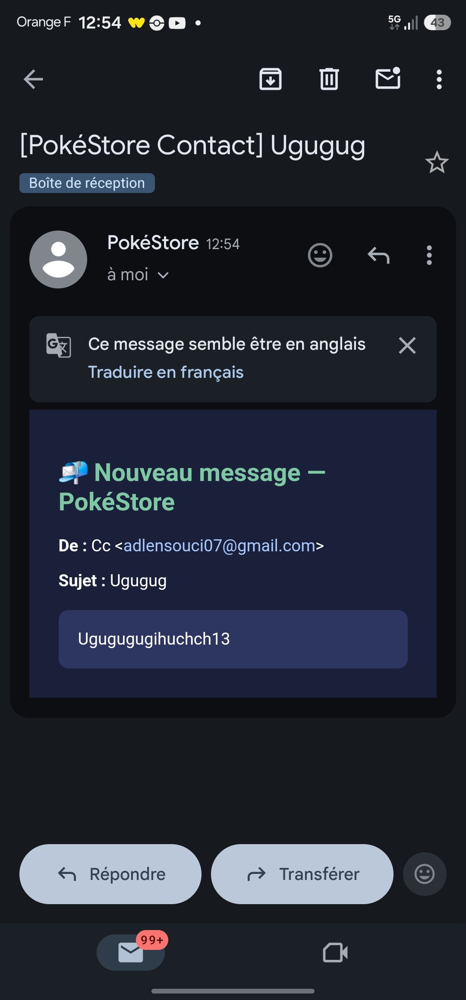 Orange F 12:54 5G 43
[PokéStore Contact] Ugugug
Boîte de réception
PokéStore 12:54
à moi
Ce message semble être en anglais
Traduire en français
Nouveau message —
PokéStore
De : Cc <adlensouci07@gmail.com>
Sujet : Ugugug
Ugugugugihuchch13
Répondre
Transférer
99+